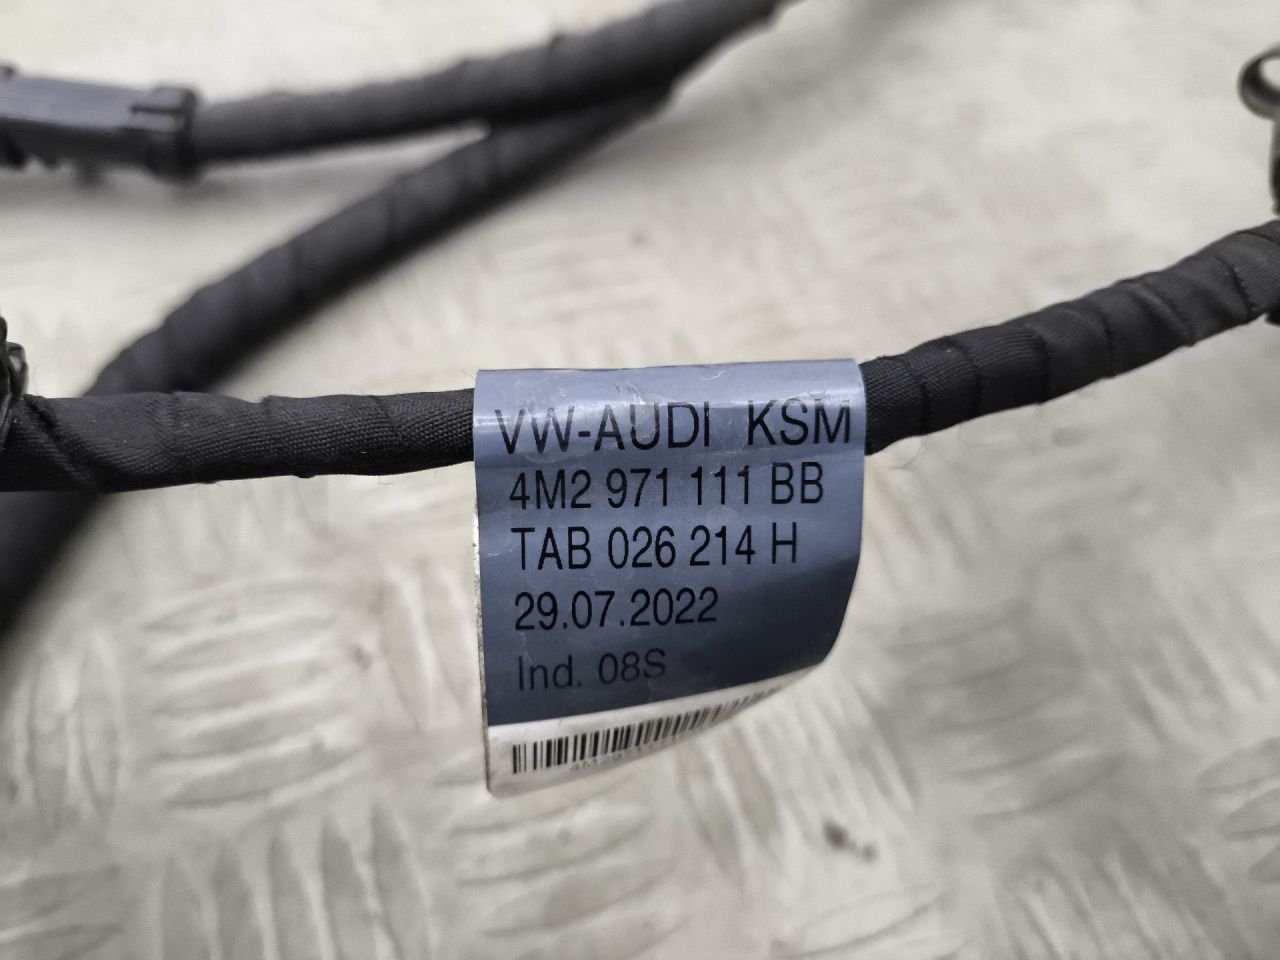 VW-AUDI KSM
4M2 971 111 BB
TAB 026 214 H
29.07.2022
Ind. 08S